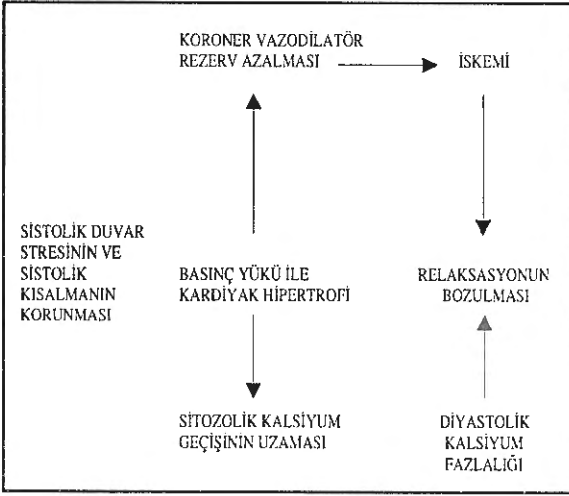 KORONER VAZODİLATÖR
REZERV AZALMASI
İSKEMİ
SİSTOLİK DUVAR
STRESİNİN VE
SİSTOLİK
KISALMANIN
KORUNMASI
BASINÇ YÜKÜ İLE
KARDİYAK HİPERTROFİ
RELAKSASYONUN
BOZULMASI
SİTOZOLİK KALSİYUM
GEÇİŞİNİN UZAMASI
DİYASTOLİK
KALSİYUM
FAZLALIĞI